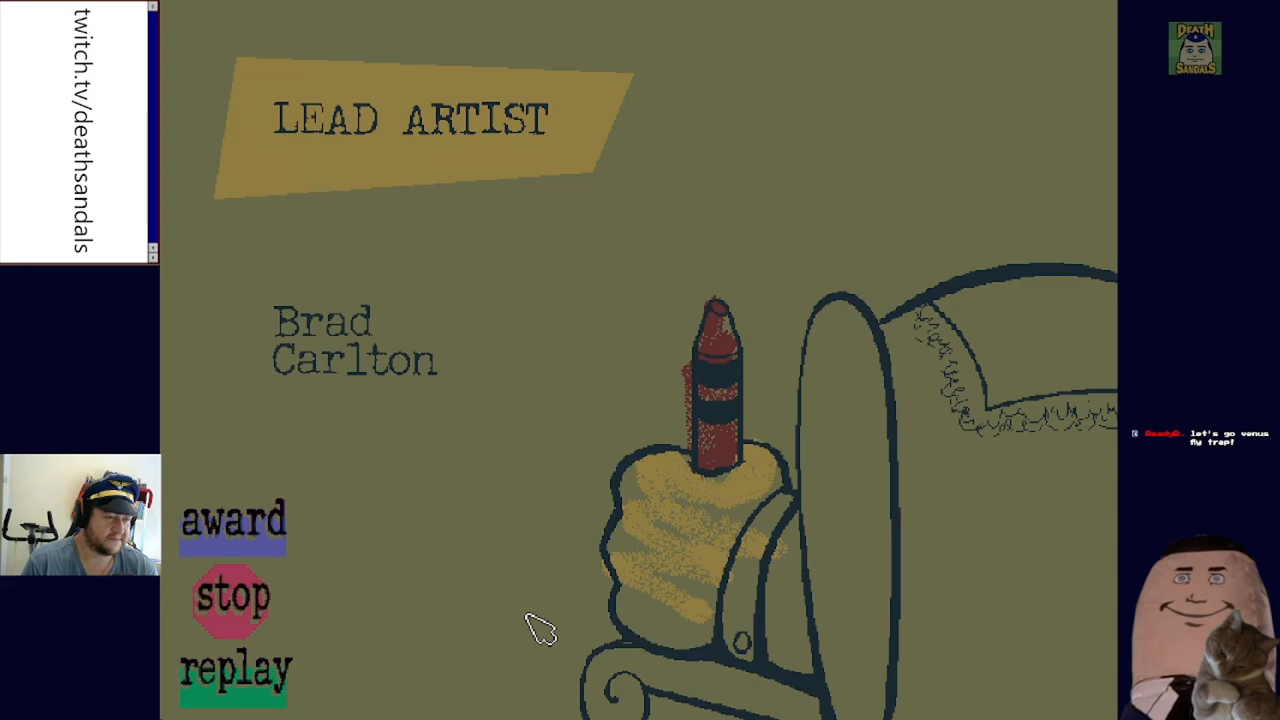 twitch.tv/deathsandals
DEATH
SANDALS
LEAD ARTIST
Brad
Carlton
let's go venus
fly trap!
award
stop
replay